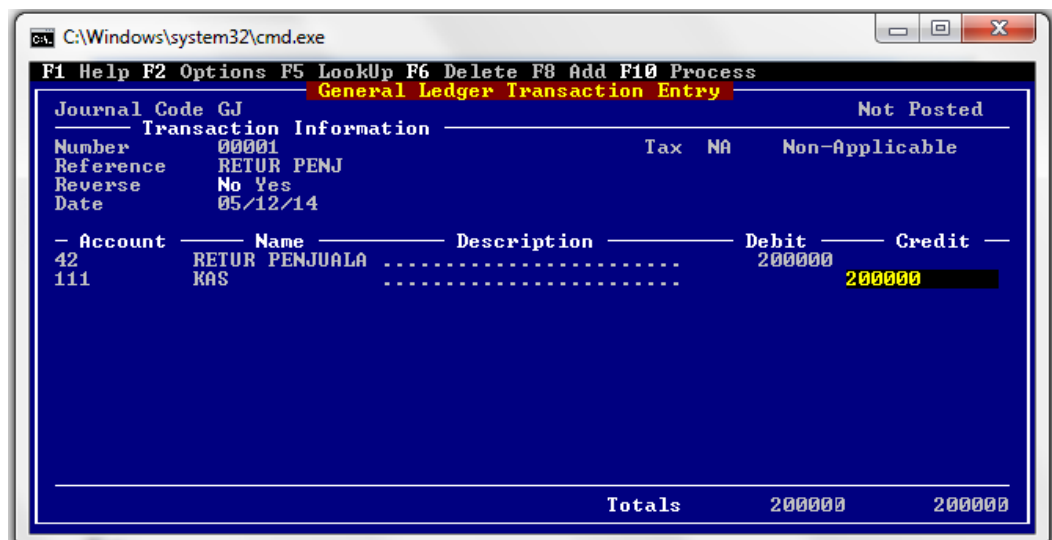 C:\Windows\system32\cmd.exe
F1 Help F2 Options F5 LookUp F6 Delete F8 Add F10 Process
General Ledger Transaction Entry
Journal Code GJ Not Posted
Transaction Information
Number 00001 Tax NA Non-Applicable
Reference RETUR PENJ
Reverse No Yes
Date 05/12/14
Account Name Description Debit Credit
42 RETUR PENJUALA ........................ 200000
111 KAS ........................ 200000
Totals 200000 200000